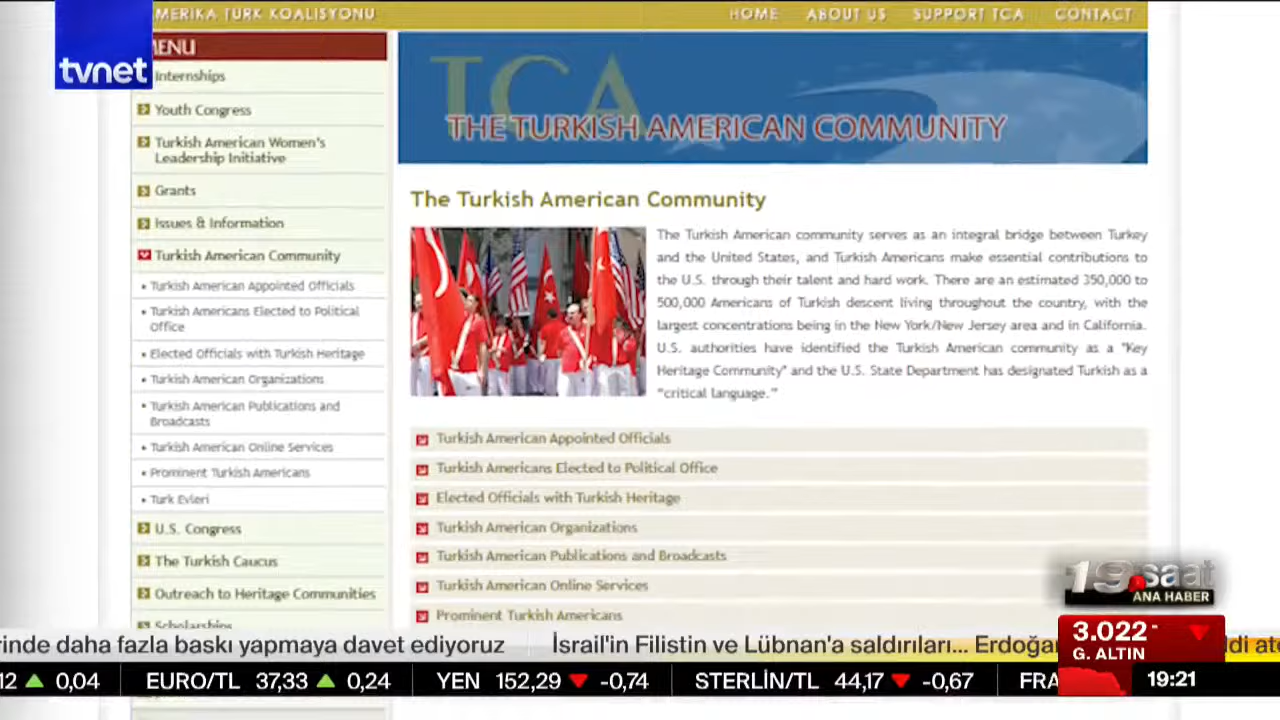 AMERIKA TÜRK KOALISYONU
HOME ABOUT US SUPPORT TCA CONTACT
tvnet
MENU
Internships
Youth Congress
Turkish American Women's
Leadership Initiative
Grants
Issues & Information
Turkish American Community
Turkish American Appointed Officials
Turkish Americans Elected to Political
Office
Elected Officials with Turkish Heritage
Turkish American Organizations
Turkish American Publications and
Broadcasts
Turkish American Online Services
Prominent Turkish Americans
Turk Evleri
U.S. Congress
The Turkish Caucus
Outreach to Heritage Communities
Scholarships
TCA
THE TURKISH AMERICAN COMMUNITY
The Turkish American Community
The Turkish American community serves as an integral bridge between Turkey
and the United States, and Turkish Americans make essential contributions to
the U.S. through their talent and hard work. There are an estimated 350,000 to
500,000 Americans of Turkish descent living throughout the country, with the
largest concentrations being in the New York/New Jersey area and in California.
U.S. authorities have identified the Turkish American community as a "Key
Heritage Community" and the U.S. State Department has designated Turkish as a
"critical language."
Turkish American Appointed Officials
Turkish Americans Elected to Political Office
Elected Officials with Turkish Heritage
Turkish American Organizations
Turkish American Publications and Broadcasts
Turkish American Online Services
Prominent Turkish Americans
19. saat
ANA HABER
3.022
G. ALTIN
rinde daha fazla baskı yapmaya davet ediyoruz İsrail'in Filistin ve Lübnan'a saldırıları... Erdoğa
12 0,04 EURO/TL 37,33 0,24 YEN 152,29 -0,74 STERLİN/TL 44,17 -0,67 FRA
19:21